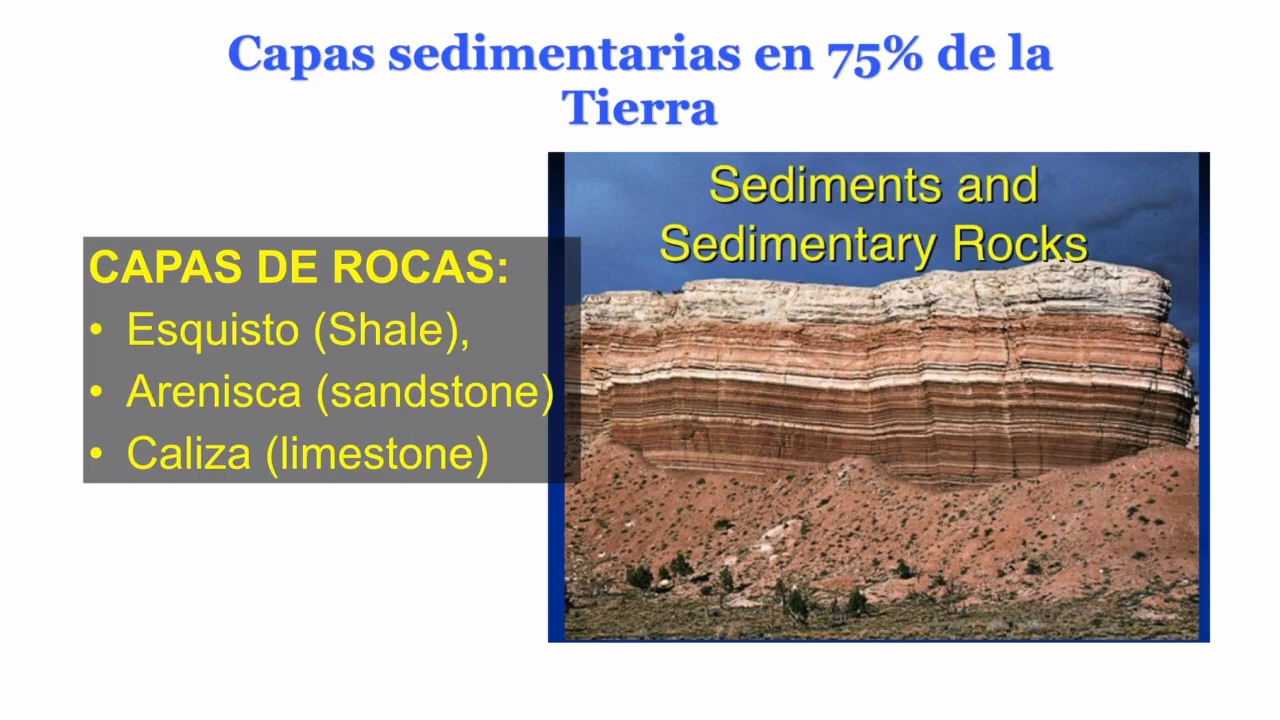 Capas sedimentarias en 75% de la
Tierra
Sediments and
Sedimentary Rocks
CAPAS DE ROCAS:
• Esquisto (Shale),
• Arenisca (sandstone)
• Caliza (limestone)